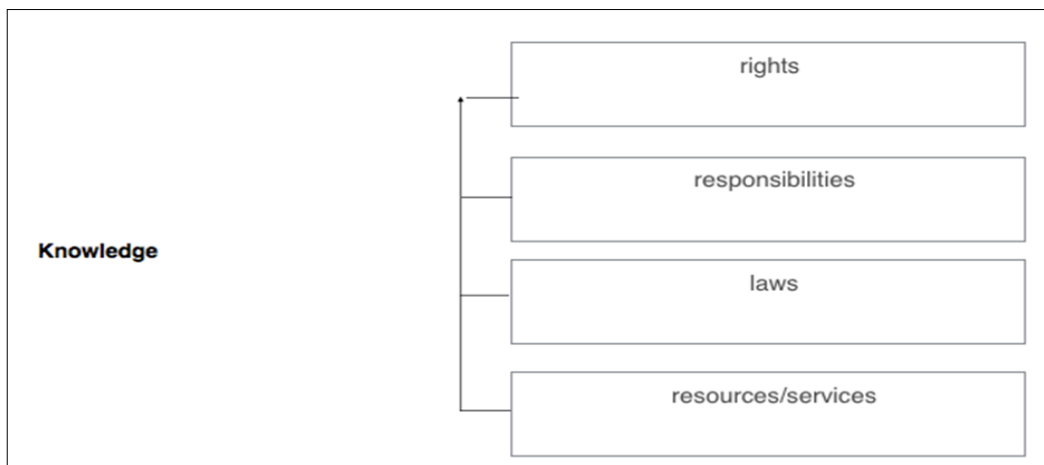 rights
responsibilities
Knowledge
laws
resources/services